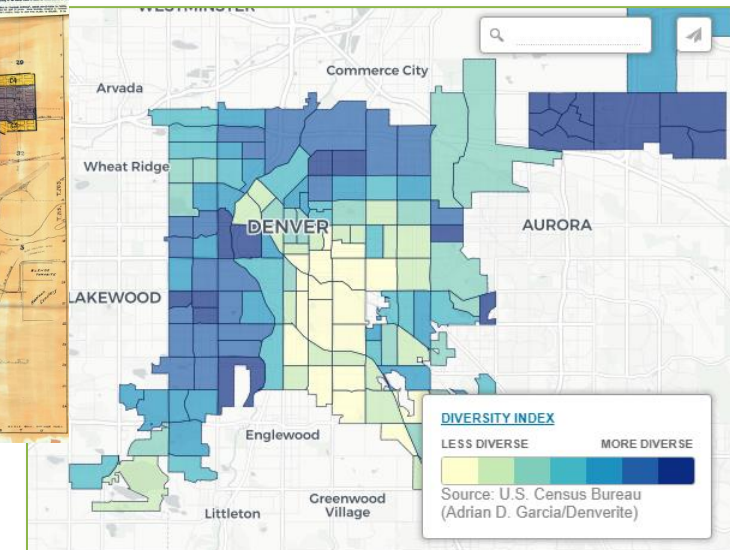 WESTMINSTER
Commerce City
Arvada
Wheat Ridge
DENVER
AURORA
LAKEWOOD
DIVERSITY INDEX
LESS DIVERSE MORE DIVERSE
Englewood
Source: U.S. Census Bureau
(Adrian D. Garcia/Denverite)
Greenwood
Village
Littleton